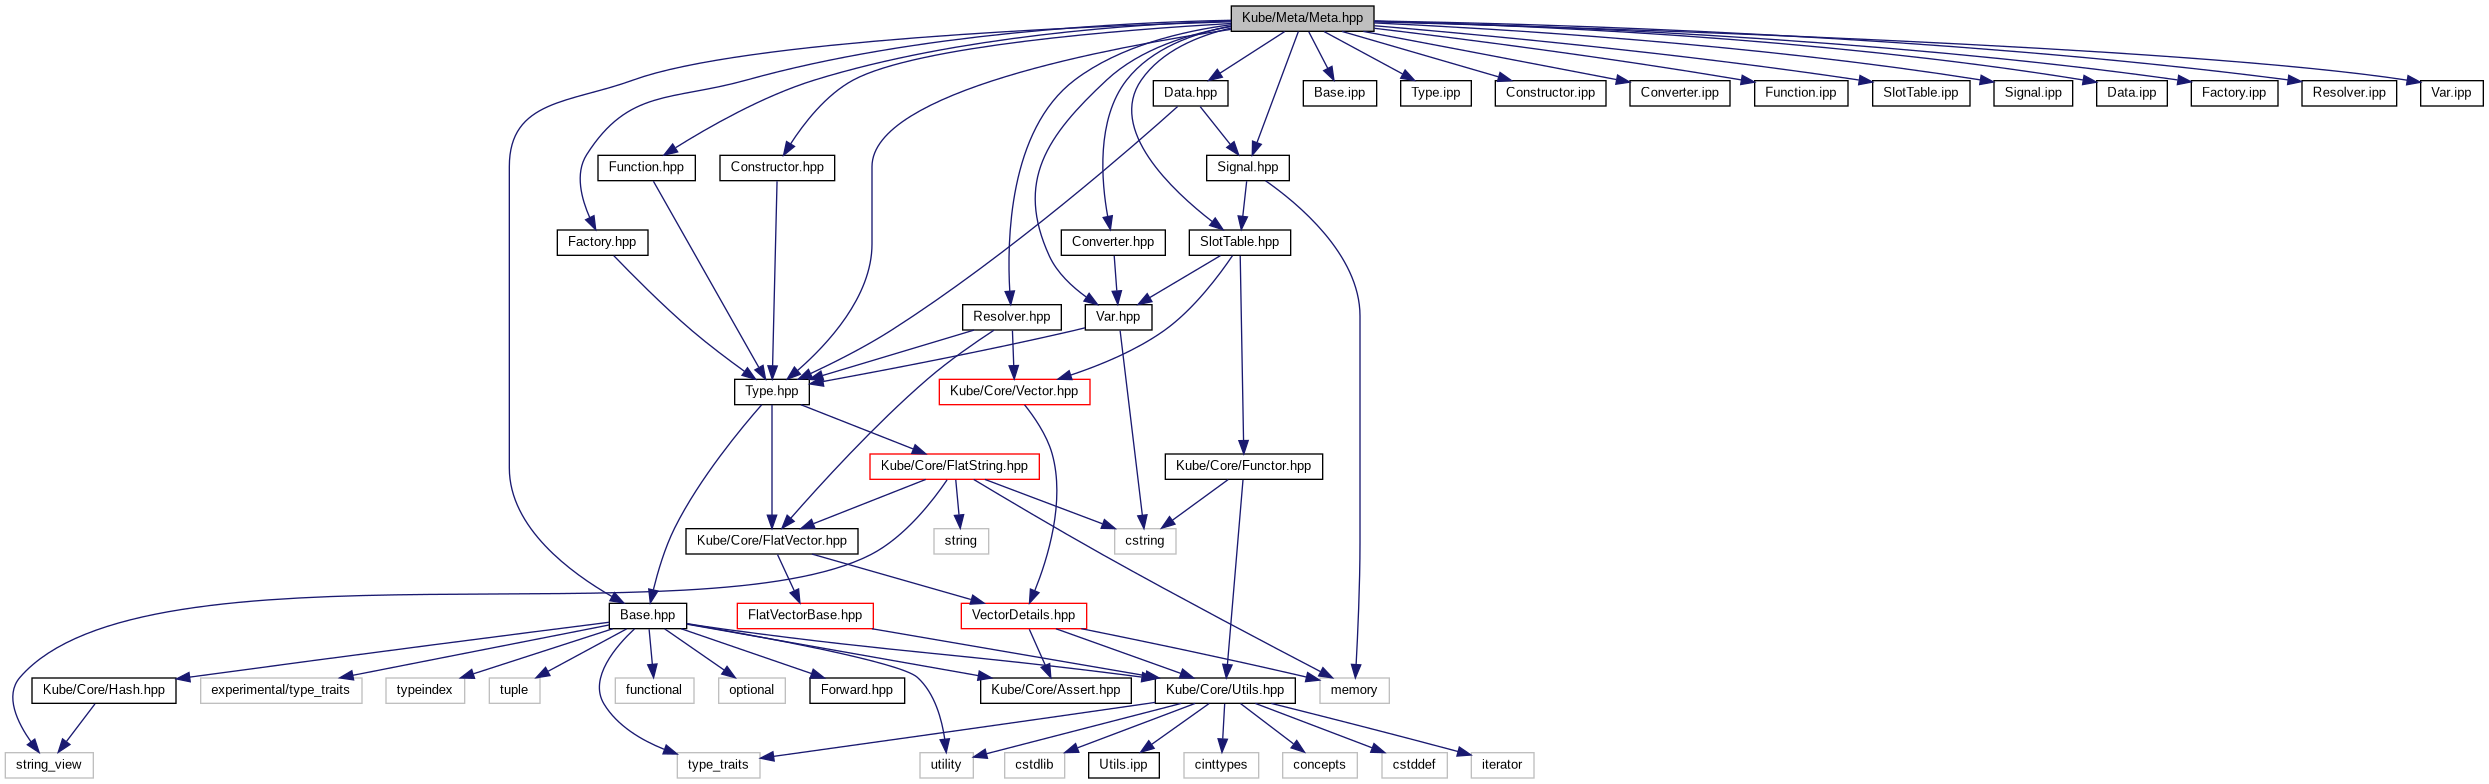 Kube/Meta/Meta.hpp
Data.hpp
Base.ipp
Type.ipp
Constructor.ipp
Converter.ipp
Function.ipp
SlotTable.ipp
Signal.ipp
Data.ipp
Factory.ipp
Resolver.ipp
Var.ipp
Function.hpp
Constructor.hpp
Signal.hpp
Factory.hpp
Converter.hpp
SlotTable.hpp
Resolver.hpp
Var.hpp
Type.hpp
Kube/Core/Vector.hpp
Kube/Core/FlatString.hpp
Kube/Core/Functor.hpp
Kube/Core/FlatVector.hpp
string
cstring
Base.hpp
FlatVectorBase.hpp
VectorDetails.hpp
Kube/Core/Hash.hpp
experimental/type_traits
typeindex
tuple
functional
optional
Forward.hpp
Kube/Core/Assert.hpp
Kube/Core/Utils.hpp
memory
string_view
type_traits
utility
cstdlib
Utils.ipp
cinttypes
concepts
cstddef
iterator